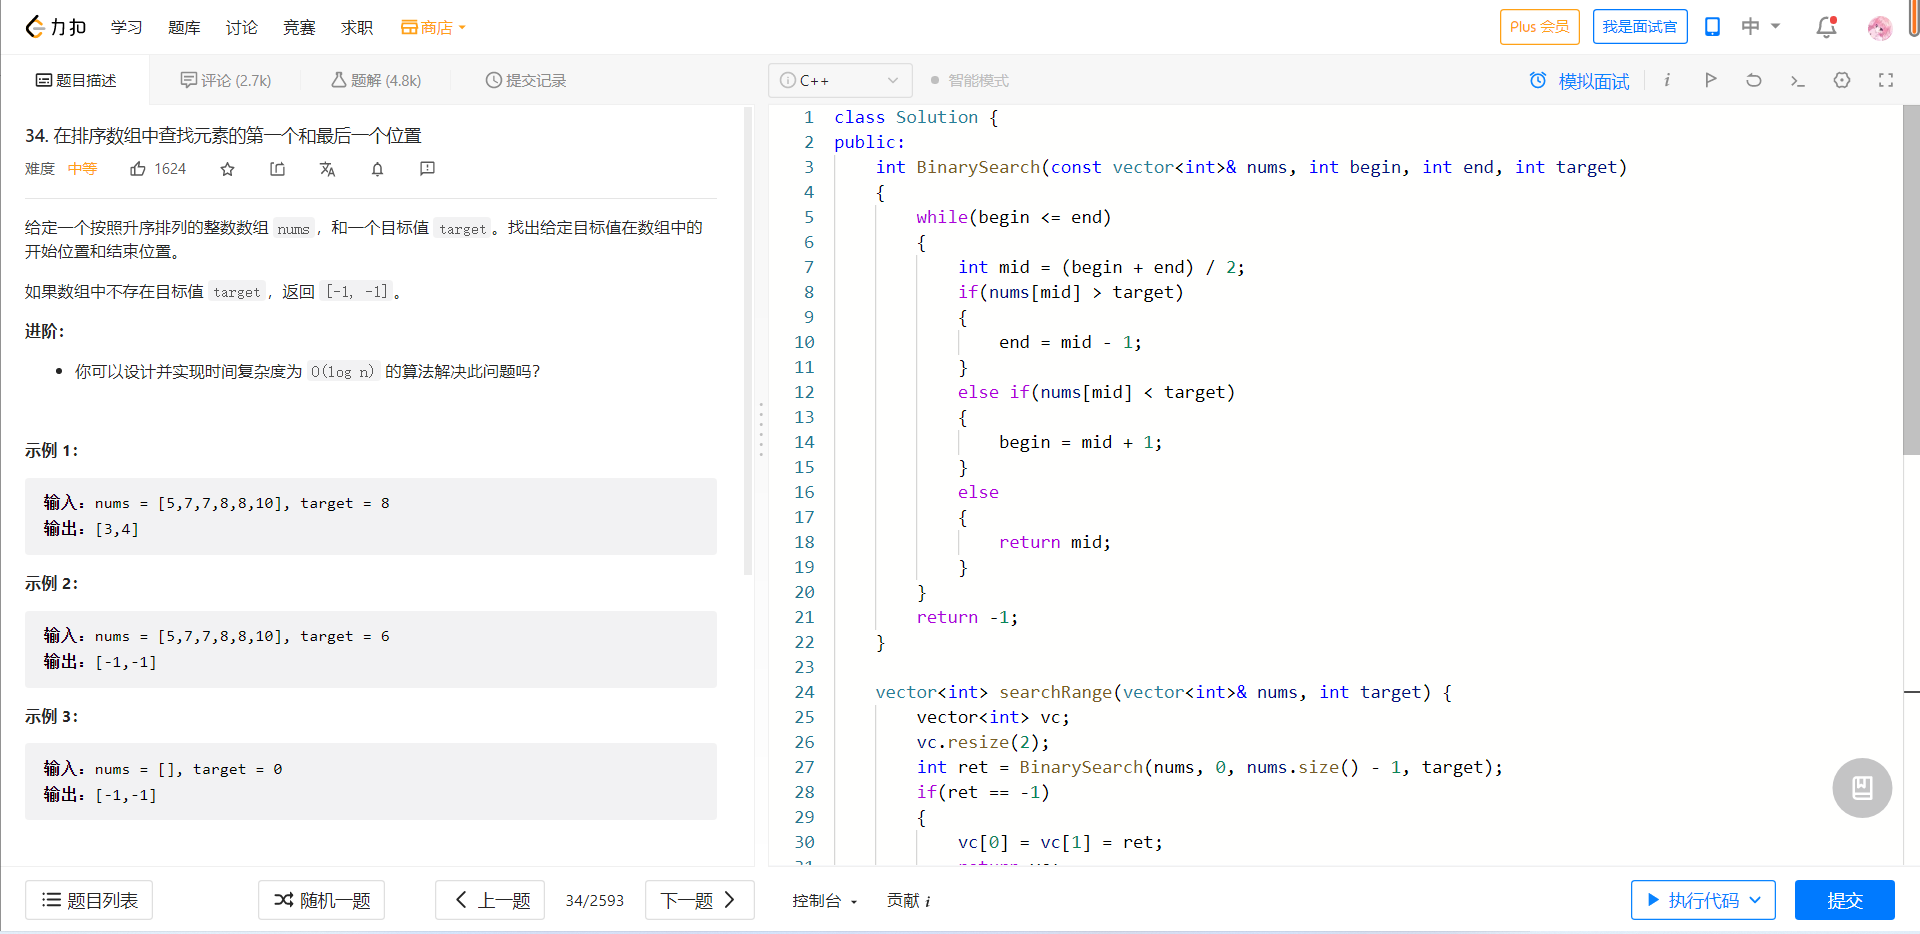 力扣 学习 题库 讨论 竞赛 求职 商店 Plus 会员 我是面试官 中
题目描述 评论 (2.7k) 题解 (4.8k) 提交记录
34. 在排序数组中查找元素的第一个和最后一个位置
难度 中等 1624
给定一个按照升序排列的整数数组 nums，和一个目标值 target。找出给定目标值在数组中的
开始位置和结束位置。
如果数组中不存在目标值 target，返回 [-1, -1]。
进阶：
• 你可以设计并实现时间复杂度为 O(log n) 的算法解决此问题吗？
示例 1：
输入：nums = [5,7,7,8,8,10], target = 8
输出：[3,4]
示例 2：
输入：nums = [5,7,7,8,8,10], target = 6
输出：[-1,-1]
示例 3：
输入：nums = [], target = 0
输出：[-1,-1]
题目列表 随机一题 上一题 34/2593 下一题
C++ 智能模式 模拟面试
1 class Solution {
2 public:
3     int BinarySearch(const vector<int>& nums, int begin, int end, int target)
4     {
5         while(begin <= end)
6         {
7             int mid = (begin + end) / 2;
8             if(nums[mid] > target)
9             {
10                 end = mid - 1;
11             }
12             else if(nums[mid] < target)
13             {
14                 begin = mid + 1;
15             }
16             else
17             {
18                 return mid;
19             }
20         }
21         return -1;
22     }
23
24     vector<int> searchRange(vector<int>& nums, int target) {
25         vector<int> vc;
26         vc.resize(2);
27         int ret = BinarySearch(nums, 0, nums.size() - 1, target);
28         if(ret == -1)
29         {
30             vc[0] = vc[1] = ret;
控制台 贡献 i 执行代码 提交